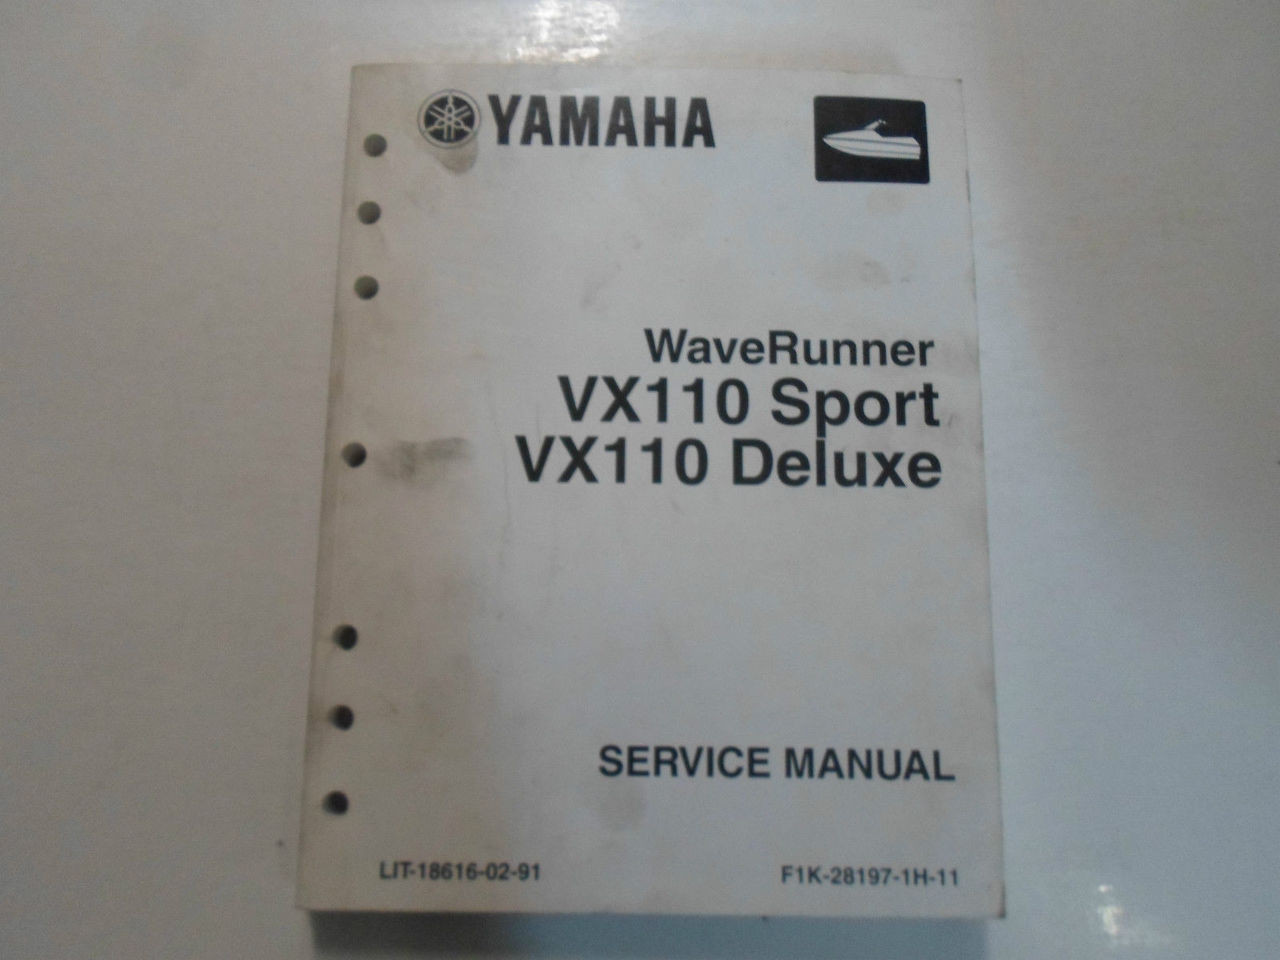 YAMAHA
WaveRunner
VX110 Sport
VX110 Deluxe
SERVICE MANUAL
LIT-18616-02-91
F1K-28197-1H-11